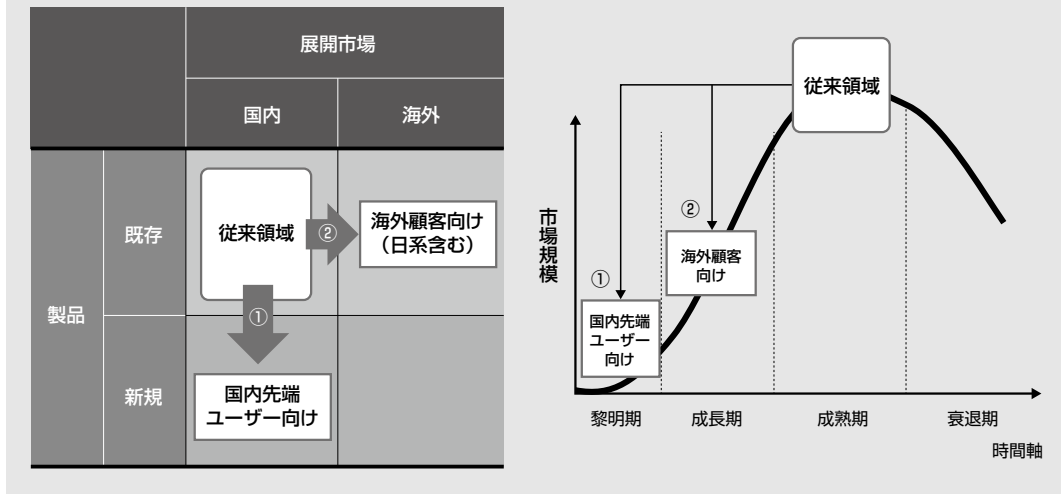 展開市場
国内
海外
製品
既存
従来領域
②
海外顧客向け
（日系含む）
①
新規
国内先端
ユーザー向け
従来領域
市場規模
②
海外顧客
向け
①
国内先端
ユーザー
向け
黎明期
成長期
成熟期
衰退期
時間軸